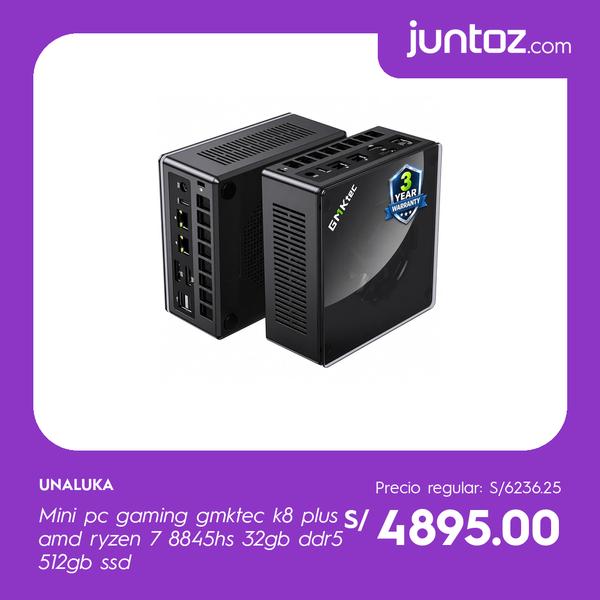 juntoz.com
GMKtec
3
YEAR
WARRANTY
UNALUKA
Precio regular: S/6236.25
Mini pc gaming gmktec k8 plus
amd ryzen 7 8845hs 32gb ddr5
512gb ssd
S/ 4895.00